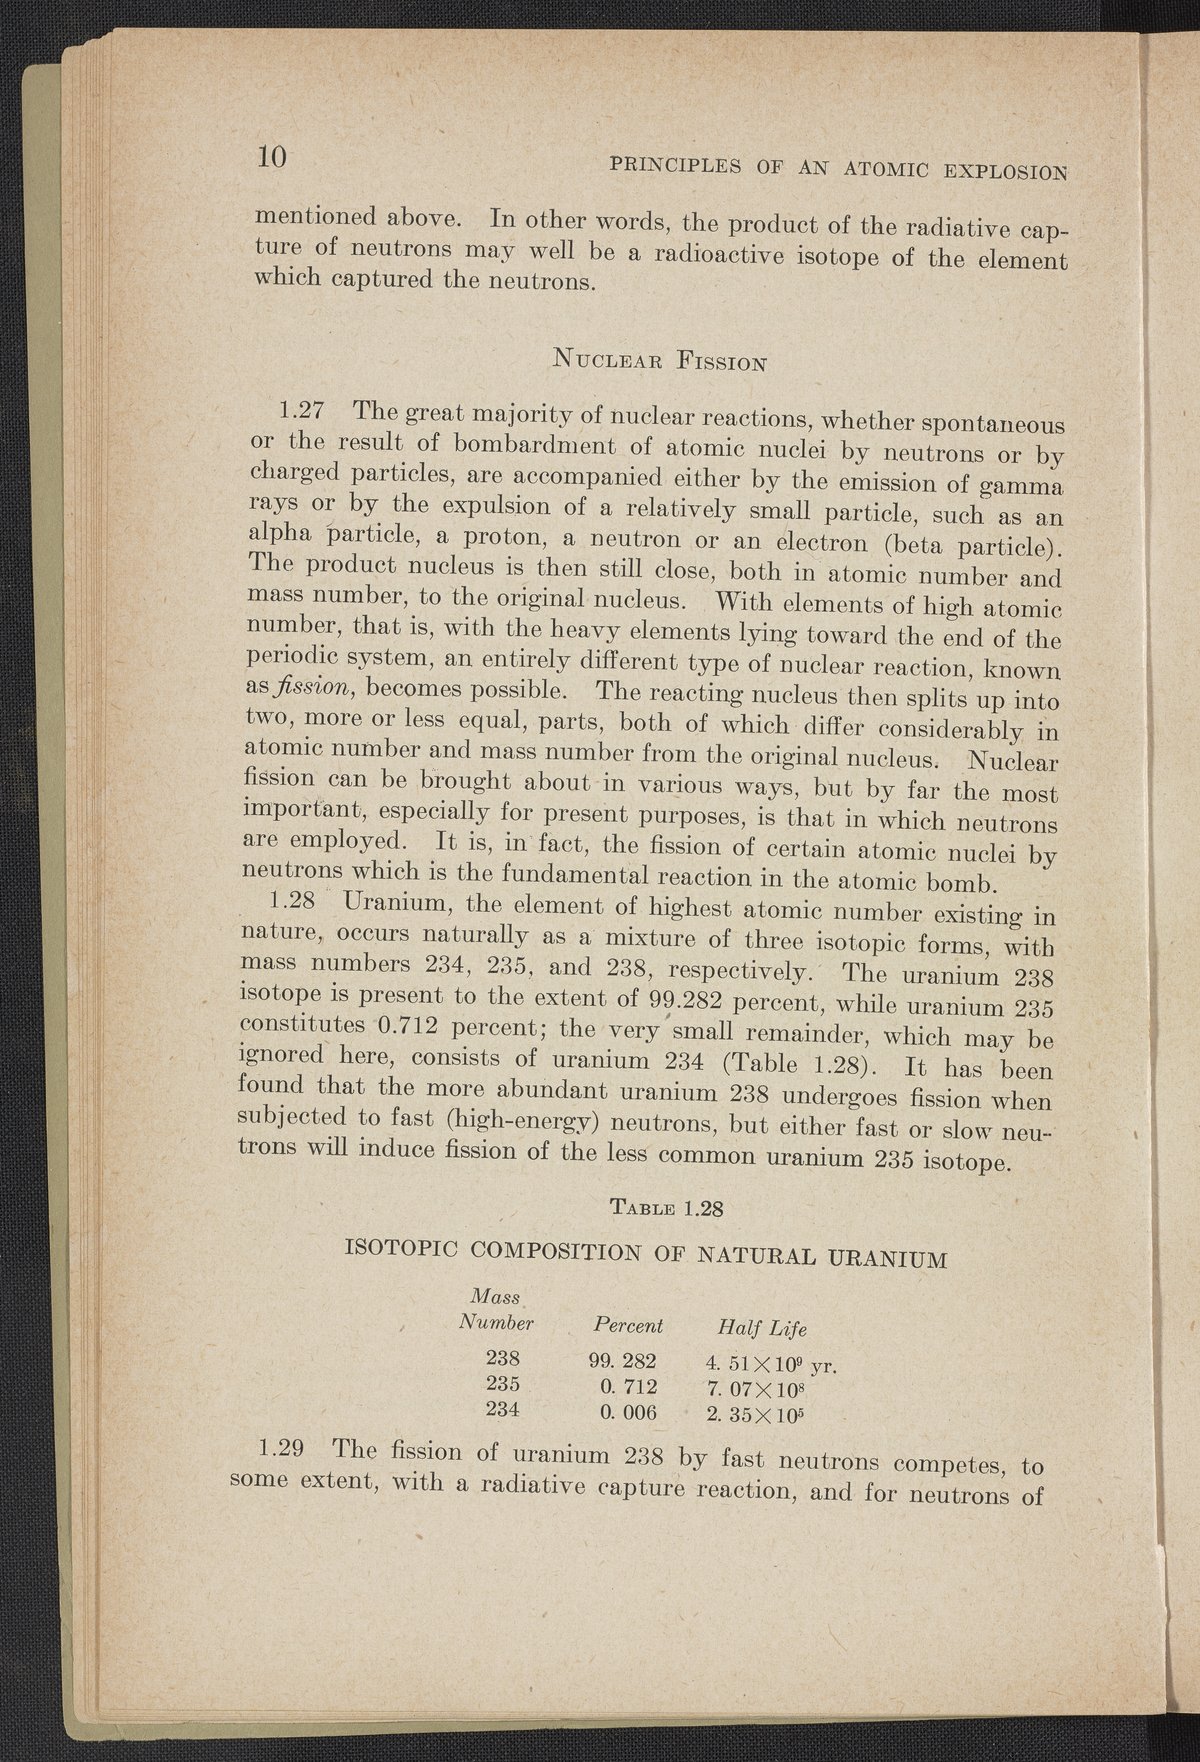 10 PRINCIPLES OF AN ATOMIC EXPLOSION
mentioned above. In other words, the product of the radiative cap-
ture of neutrons may well be a radioactive isotope of the element
which captured the neutrons.
NUCLEAR FISSION
1.27 The great majority of nuclear reactions, whether spontaneous
or the result of bombardment of atomic nuclei by neutrons or by
charged particles, are accompanied either by the emission of gamma
rays or by the expulsion of a relatively small particle, such as an
alpha particle, a proton, a neutron or an electron (beta particle).
The product nucleus is then still close, both in atomic number and
mass number, to the original nucleus. With elements of high atomic
number, that is, with the heavy elements lying toward the end of the
periodic system, an entirely different type of nuclear reaction, known
as fission, becomes possible. The reacting nucleus then splits up into
two, more or less equal, parts, both of which differ considerably in
atomic number and mass number from the original nucleus. Nuclear
fission can be brought about in various ways, but by far the most
important, especially for present purposes, is that in which neutrons
are employed. It is, in fact, the fission of certain atomic nuclei by
neutrons which is the fundamental reaction in the atomic bomb.
1.28 Uranium, the element of highest atomic number existing in
nature, occurs naturally as a mixture of three isotopic forms, with
mass numbers 234, 235, and 238, respectively. The uranium 238
isotope is present to the extent of 99.282 percent, while uranium 235
constitutes 0.712 percent; the very small remainder, which may be
ignored here, consists of uranium 234 (Table 1.28). It has been
found that the more abundant uranium 238 undergoes fission when
subjected to fast (high-energy) neutrons, but either fast or slow neu-
trons will induce fission of the less common uranium 235 isotope.
TABLE 1.28
ISOTOPIC COMPOSITION OF NATURAL URANIUM
Mass
Number Percent Half Life
238 99. 282 4. 51×10⁹ yr.
235 0. 712 7. 07×10⁸
234 0. 006 2. 35×10⁵
1.29 The fission of uranium 238 by fast neutrons competes, to
some extent, with a radiative capture reaction, and for neutrons of